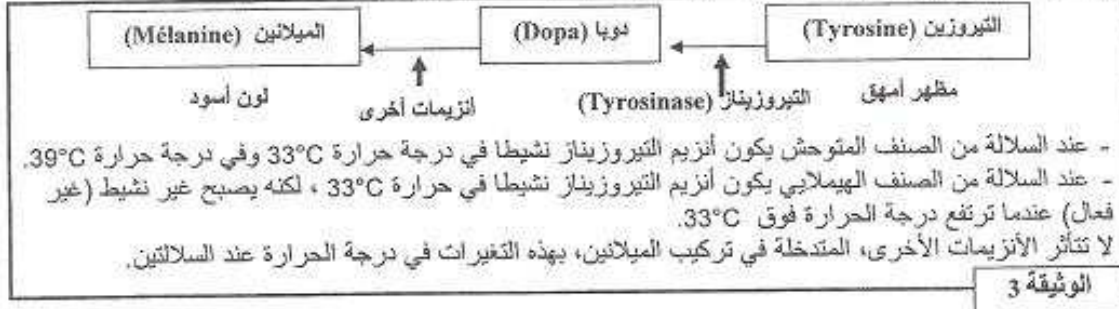 التيروزين (Tyrosine)
دوبا (Dopa)
الميلانين (Mélanine)
مظهر أمهق
التيروزيناز (Tyrosinase)
أنزيمات أخرى
لون أسود
- عند السلالة من الصنف المتوحش يكون أنزيم التيروزيناز نشيطا في درجة حرارة 33°C وفي درجة حرارة 39°C.
- عند السلالة من الصنف الهيملايي يكون أنزيم التيروزيناز نشيطا في حرارة 33°C ، لكنه يصبح غير نشيط (غير
فعال) عندما ترتفع درجة الحرارة فوق 33°C.
لا تتأثر الأنزيمات الأخرى، المتدخلة في تركيب الميلانين، بهذه التغيرات في درجة الحرارة عند السلالتين.
الوثيقة 3